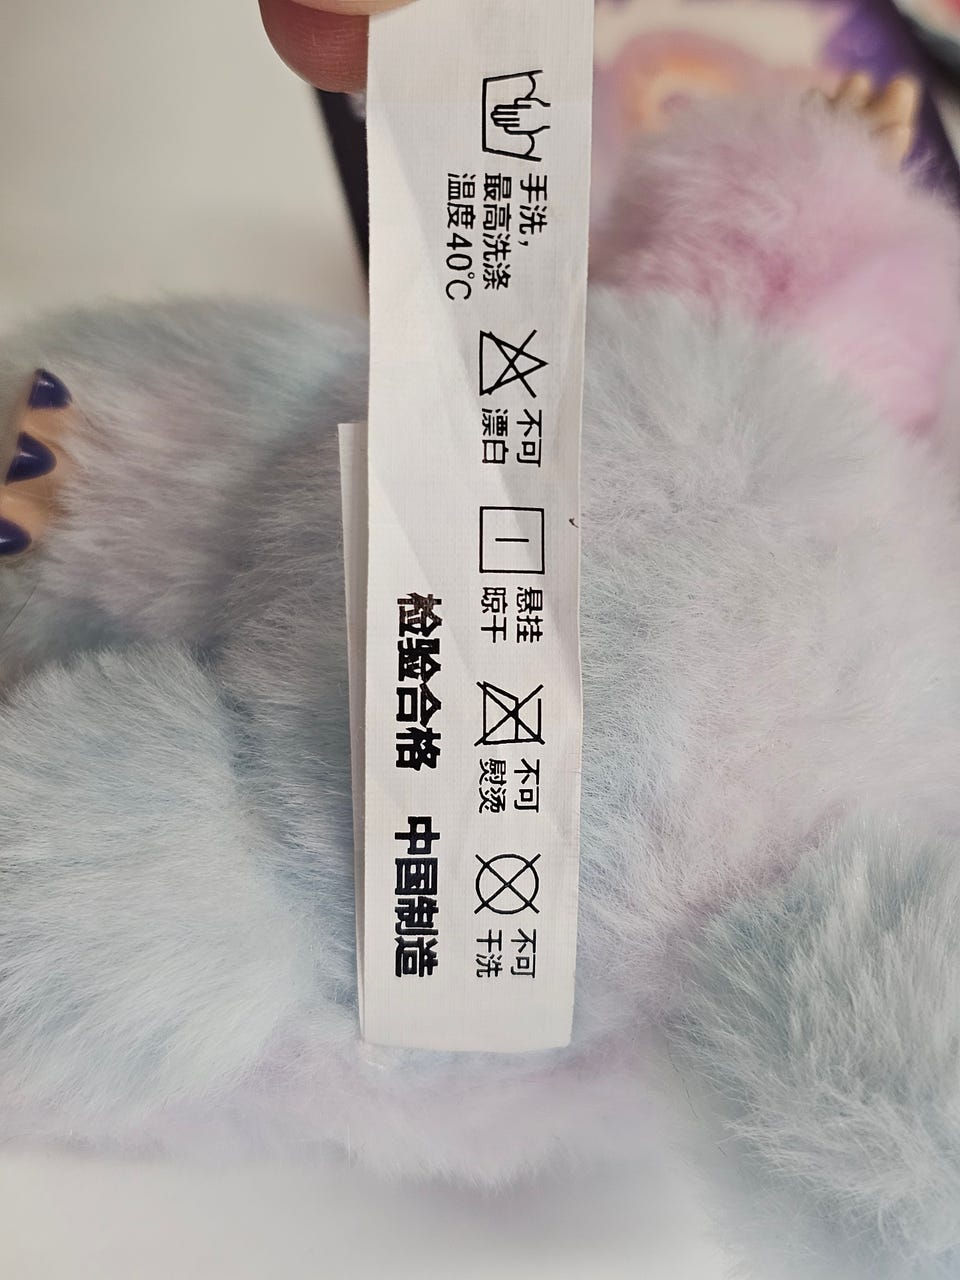 手洗，
最高洗涤
温度40℃
不可
漂白
悬挂
晾干
不可
熨烫
不可
干洗
检验合格 中国制造